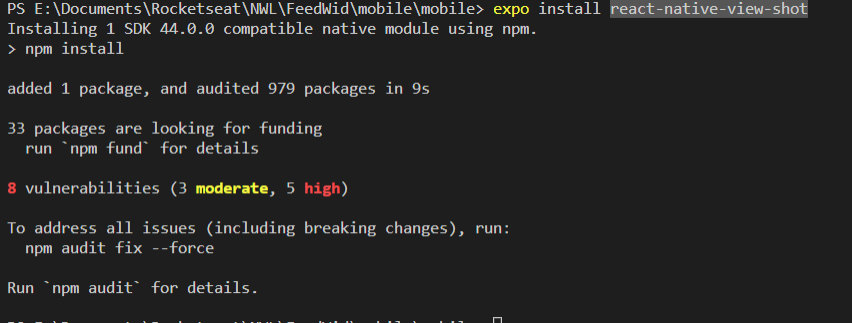 PS E:\Documents\Rocketseat\NWL\FeedWid\mobile\mobile> expo install react-native-view-shot
Installing 1 SDK 44.0.0 compatible native module using npm.
> npm install
added 1 package, and audited 979 packages in 9s
33 packages are looking for funding
run `npm fund` for details
8 vulnerabilities (3 moderate, 5 high)
To address all issues (including breaking changes), run:
npm audit fix --force
Run `npm audit` for details.